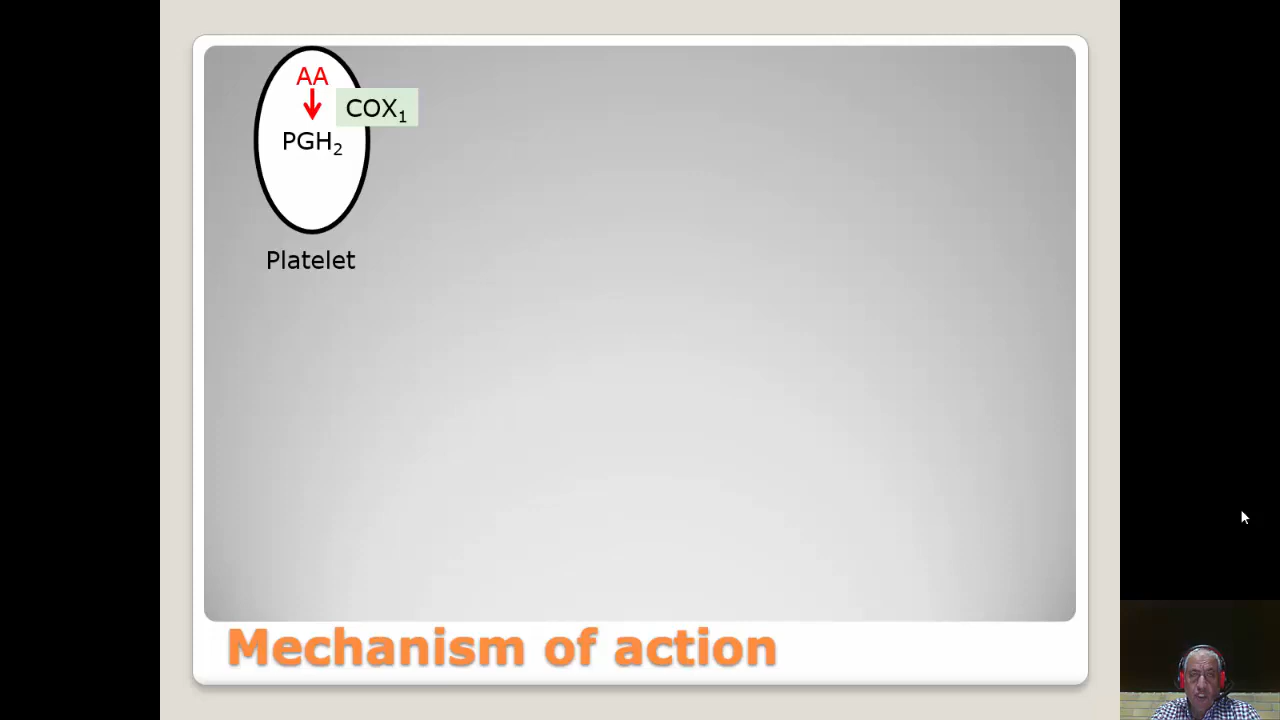 AA
COX₁
PGH₂
Platelet
Mechanism of action